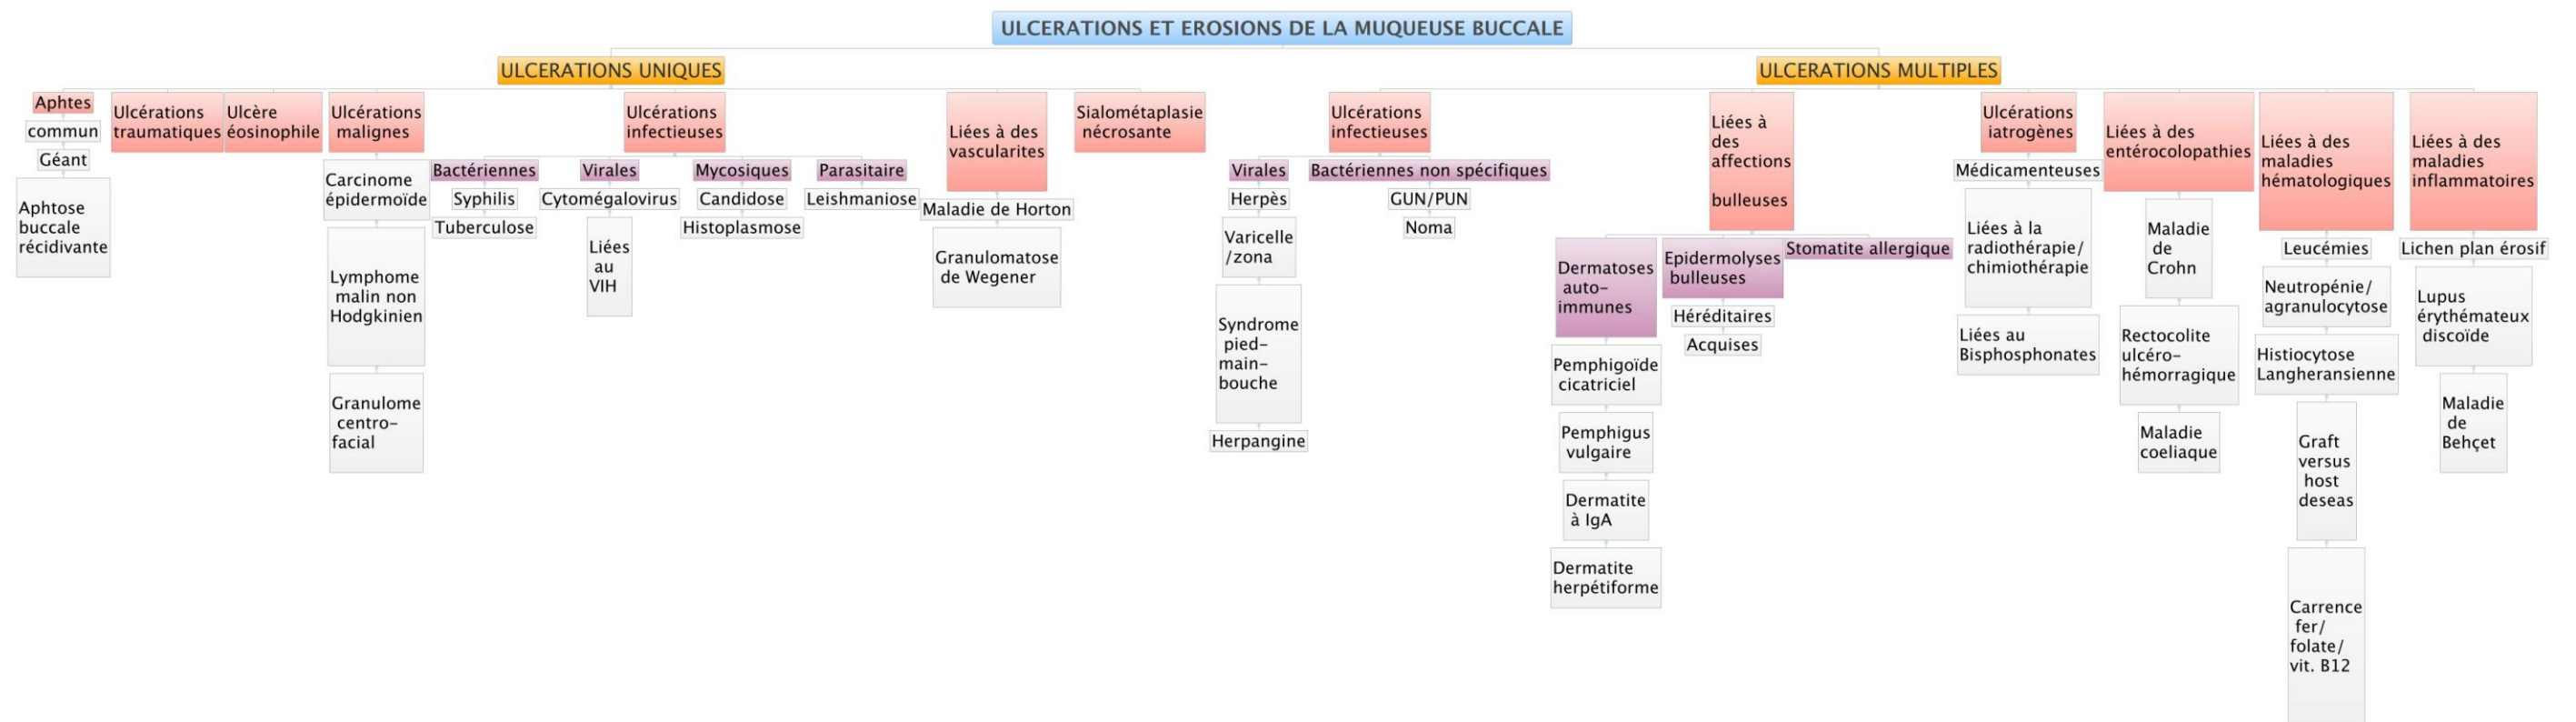 ULCERATIONS ET EROSIONS DE LA MUQUEUSE BUCCALE
ULCERATIONS UNIQUES
Aphtes
commun
Géant
Aphtose
buccale
récidivante
Ulcérations
traumatiques
Ulcère
éosinophile
Ulcérations
malignes
Carcinome
épidermoïde
Lymphome
malin non
Hodgkinien
Granulome
centro-
facial
Ulcérations
infectieuses
Bactériennes
Syphilis
Tuberculose
Virales
Cytomégalovirus
Liées
au
VIH
Mycosiques
Candidose
Histoplasmose
Parasitaire
Leishmaniose
Liées à des
vascularites
Maladie de Horton
Granulomatose
de Wegener
Sialométaplasie
nécrosante
ULCERATIONS MULTIPLES
Ulcérations
infectieuses
Virales
Herpès
Varicelle
/zona
Syndrome
pied-
main-
bouche
Herpangine
Bactériennes non spécifiques
GUN/PUN
Noma
Liées à
des
affections
bulleuses
Dermatoses
auto-
immunes
Pemphigoïde
cicatriciel
Pemphigus
vulgaire
Dermatite
à IgA
Dermatite
herpétiforme
Epidermolyses
bulleuses
Héréditaires
Acquises
Stomatite allergique
Ulcérations
iatrogènes
Médicamenteuses
Liées à la
radiothérapie/
chimiothérapie
Liées au
Bisphosphonates
Liées à des
entérocolopathies
Maladie
de
Crohn
Rectocolite
ulcéro-
hémorragique
Maladie
coeliaque
Liées à des
maladies
hématologiques
Leucémies
Neutropénie/
agranulocytose
Histiocytose
Langheransienne
Graft
versus
host
deseas
Carrence
fer/
folate/
vit. B12
Liées à des
maladies
inflammatoires
Lichen plan érosif
Lupus
érythémateux
discoïde
Maladie
de
Behçet